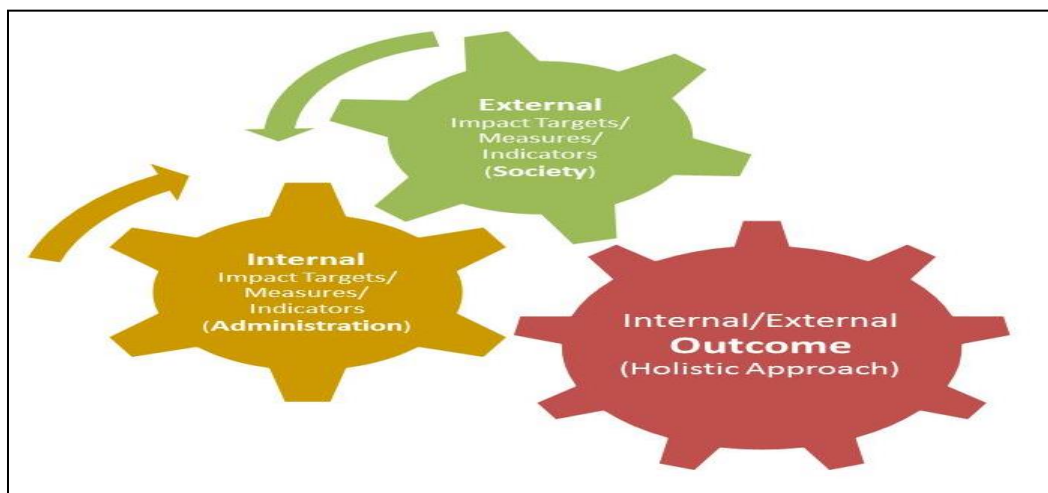 External
Impact Targets/
Measures/
Indicators
(Society)
Internal
Impact Targets/
Measures/
Indicators
(Administration)
Internal/External
Outcome
(Holistic Approach)